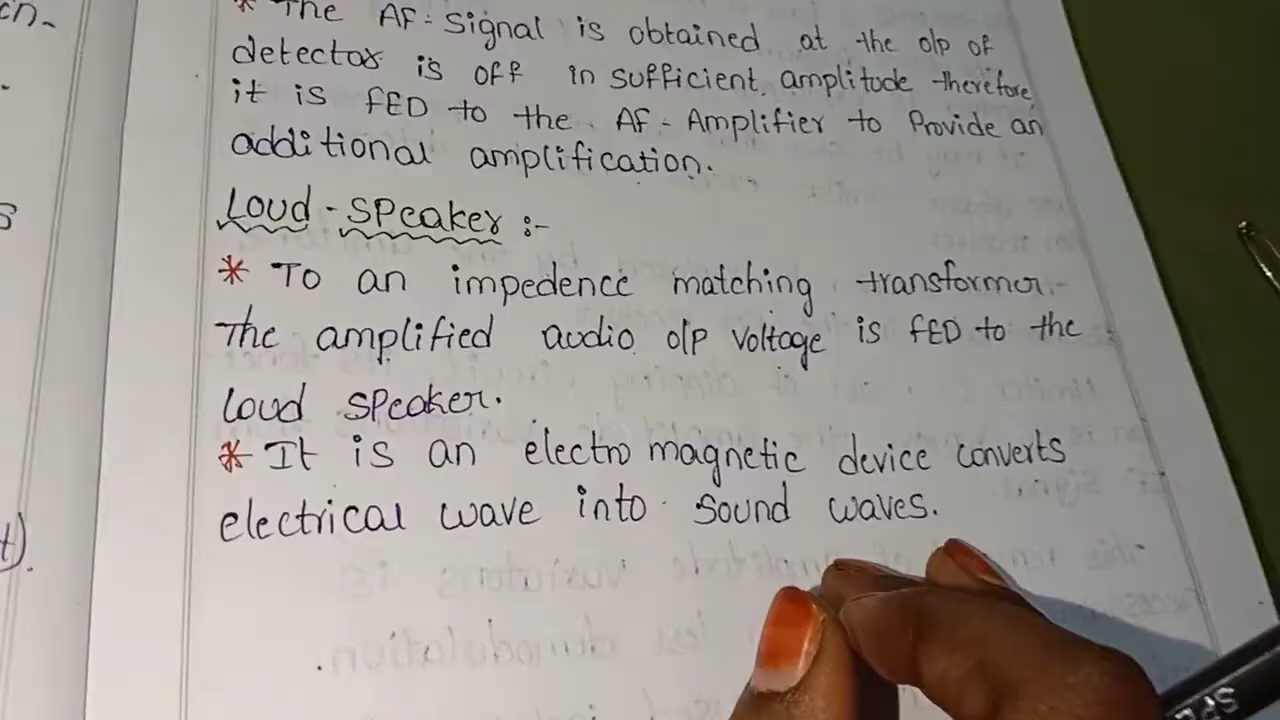 cn-
* The AF-Signal is obtained at the o/p of
detector is off in sufficient amplitude therefore
it is FED to the AF-Amplifier to Provide an
additional amplification.
Loud-Speaker :-
* To an impedence matching transformer.
The amplified audio o/p voltage is FED to the
loud speaker.
* It is an electro magnetic device converts
electrical wave into sound waves.
t).